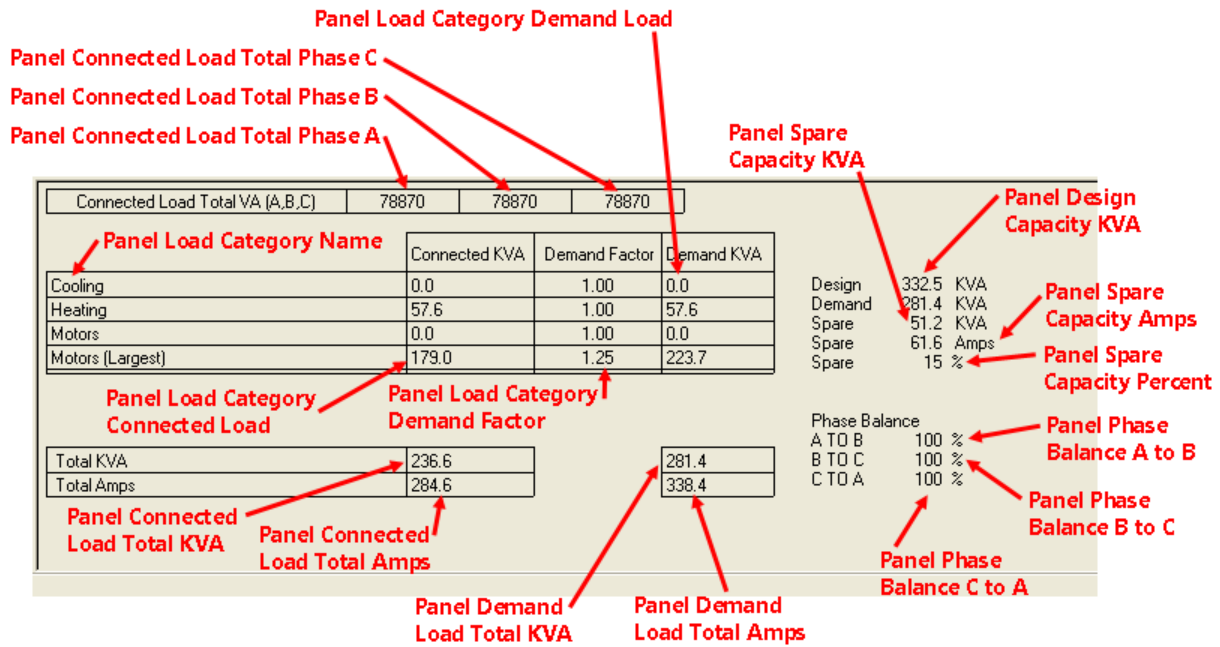 Panel Load Category Demand Load
Panel Connected Load Total Phase C
Panel Connected Load Total Phase B
Panel Connected Load Total Phase A
Panel Spare
Capacity KVA
Connected Load Total VA (A,B,C) 78870 78870 78870
Panel Design
Capacity KVA
Panel Load Category Name
Connected KVA Demand Factor Demand KVA
Cooling 0.0 1.00 0.0
Heating 57.6 1.00 57.6
Motors 0.0 1.00 0.0
Motors (Largest) 179.0 1.25 223.7
Design 332.5 KVA
Demand 281.4 KVA
Spare 51.2 KVA
Spare 61.6 Amps
Spare 15 %
Panel Spare
Capacity Amps
Panel Spare
Capacity Percent
Panel Load Category
Connected Load
Panel Load Category
Demand Factor
Phase Balance
A TO B 100 %
B TO C 100 %
C TO A 100 %
Panel Phase
Balance A to B
Total KVA 236.6 281.4
Total Amps 284.6 338.4
Panel Phase
Balance B to C
Panel Connected
Load Total KVA
Panel Connected
Load Total Amps
Panel Phase
Balance C to A
Panel Demand
Load Total KVA
Panel Demand
Load Total Amps